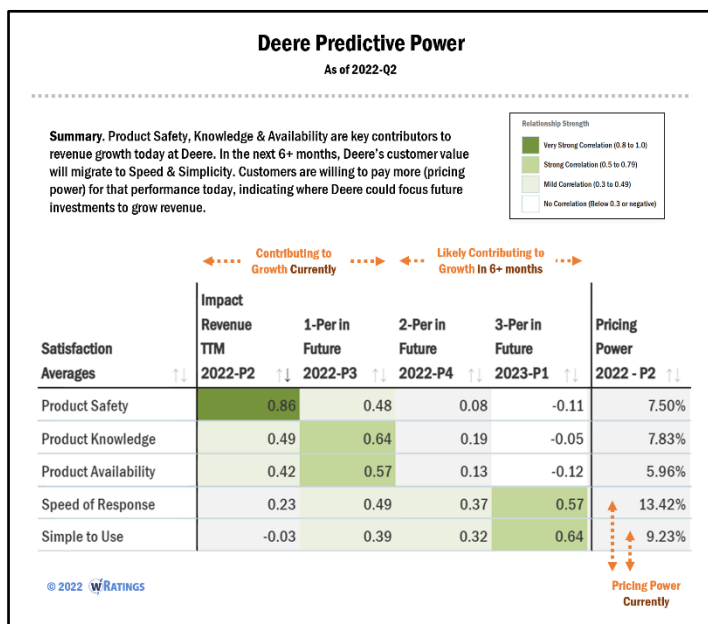 Deere Predictive Power
As of 2022-Q2
Summary. Product Safety, Knowledge & Availability are key contributors to
revenue growth today at Deere. In the next 6+ months, Deere's customer value
will migrate to Speed & Simplicity. Customers are willing to pay more (pricing
power) for that performance today, indicating where Deere could focus future
investments to grow revenue.
Relationship Strength
Very Strong Correlation (0.8 to 1.0)
Strong Correlation (0.5 to 0.79)
Mild Correlation (0.3 to 0.49)
No Correlation (Below 0.3 or negative)
Contributing to
Growth Currently
Likely Contributing to
Growth In 6+ months
Satisfaction
Averages
Impact
Revenue
TTM
2022-P2
1-Per in
Future
2022-P3
2-Per in
Future
2022-P4
3-Per in
Future
2023-P1
Pricing
Power
2022 - P2
Product Safety 0.86 0.48 0.08 -0.11 7.50%
Product Knowledge 0.49 0.64 0.19 -0.05 7.83%
Product Availability 0.42 0.57 0.13 -0.12 5.96%
Speed of Response 0.23 0.49 0.37 0.57 13.42%
Simple to Use -0.03 0.39 0.32 0.64 9.23%
© 2022 wRatings
Pricing Power
Currently